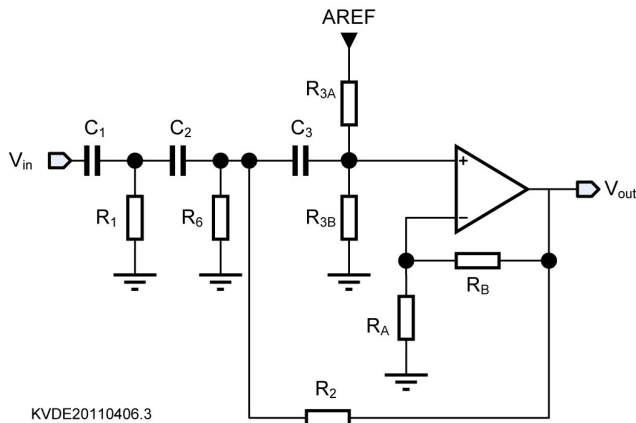 AREF
R3A
C1
C2
C3
Vin
+
Vout
R1
R6
R3B
−
RB
RA
R2
KVDE20110406.3